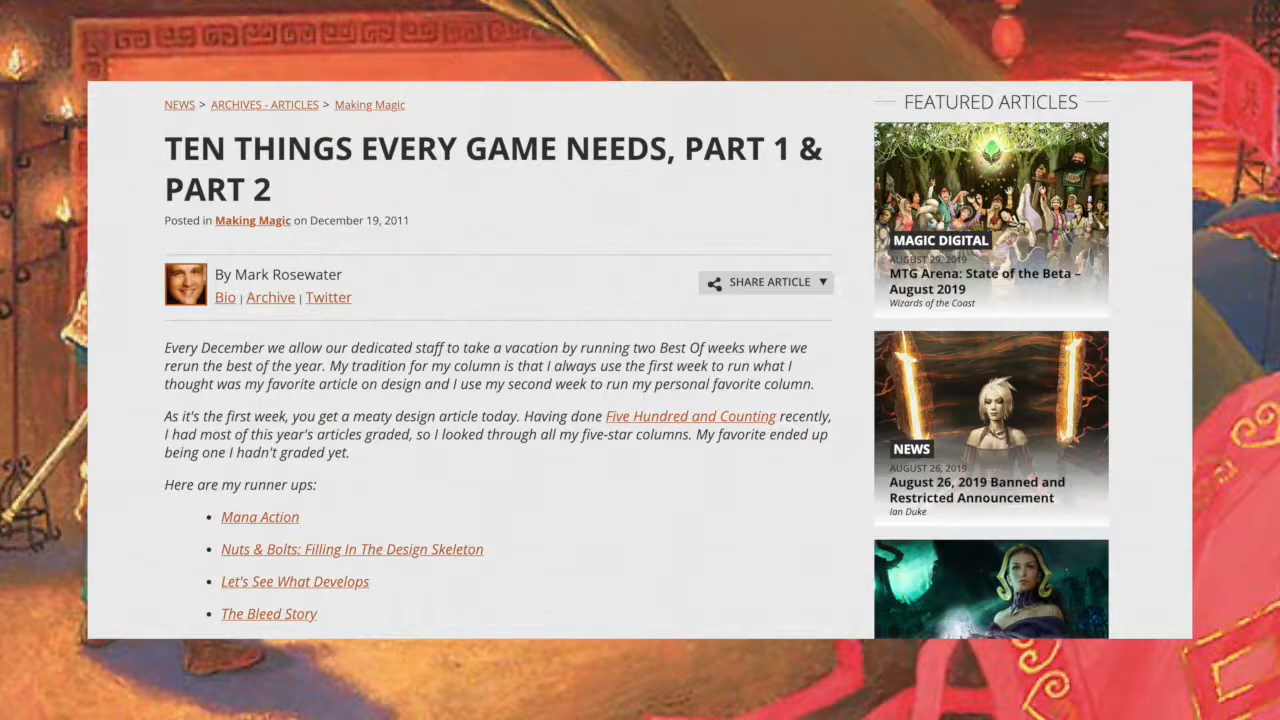 NEWS > ARCHIVES - ARTICLES > Making Magic
TEN THINGS EVERY GAME NEEDS, PART 1 &
PART 2
Posted in Making Magic on December 19, 2011
By Mark Rosewater
Bio | Archive | Twitter
SHARE ARTICLE ▼
Every December we allow our dedicated staff to take a vacation by running two Best Of weeks where we
rerun the best of the year. My tradition for my column is that I always use the first week to run what I
thought was my favorite article on design and I use my second week to run my personal favorite column.
As it's the first week, you get a meaty design article today. Having done Five Hundred and Counting recently,
I had most of this year's articles graded, so I looked through all my five-star columns. My favorite ended up
being one I hadn't graded yet.
Here are my runner ups:
• Mana Action
• Nuts & Bolts: Filling In The Design Skeleton
• Let's See What Develops
• The Bleed Story
FEATURED ARTICLES
MAGIC DIGITAL
AUGUST 29, 2019
MTG Arena: State of the Beta –
August 2019
Wizards of the Coast
NEWS
AUGUST 26, 2019
August 26, 2019 Banned and
Restricted Announcement
Ian Duke